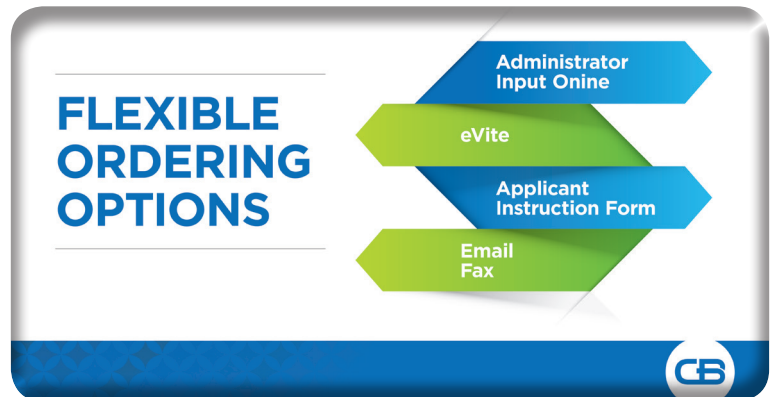 FLEXIBLE
ORDERING
OPTIONS
Administrator
Input Onine
eVite
Applicant
Instruction Form
Email
Fax
CB